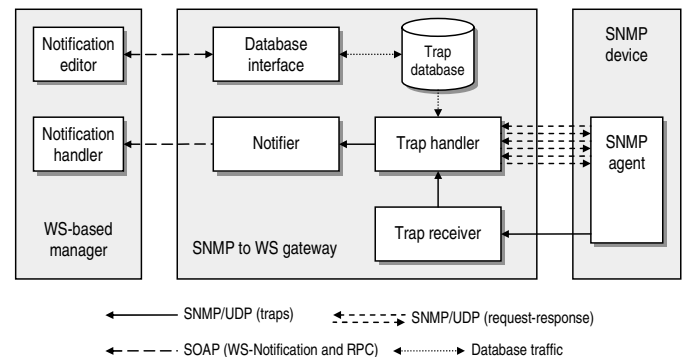 Notification
editor
Database
interface
Trap
database
SNMP
device
Notification
handler
Notifier
Trap handler
SNMP
agent
WS-based
manager
SNMP to WS gateway
Trap receiver
SNMP/UDP (traps)
SNMP/UDP (request-response)
SOAP (WS-Notification and RPC)
Database traffic